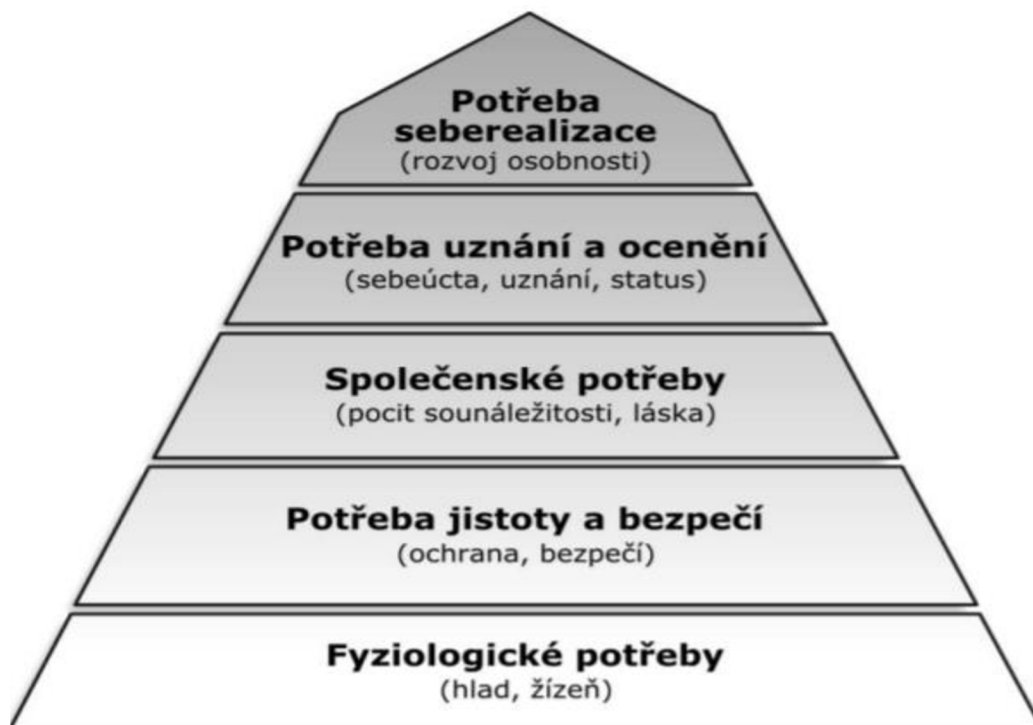 Potřeba
seberealizace
(rozvoj osobnosti)
Potřeba uznání a ocenění
(sebeúcta, uznání, status)
Společenské potřeby
(pocit sounáležitosti, láska)
Potřeba jistoty a bezpečí
(ochrana, bezpečí)
Fyziologické potřeby
(hlad, žízeň)